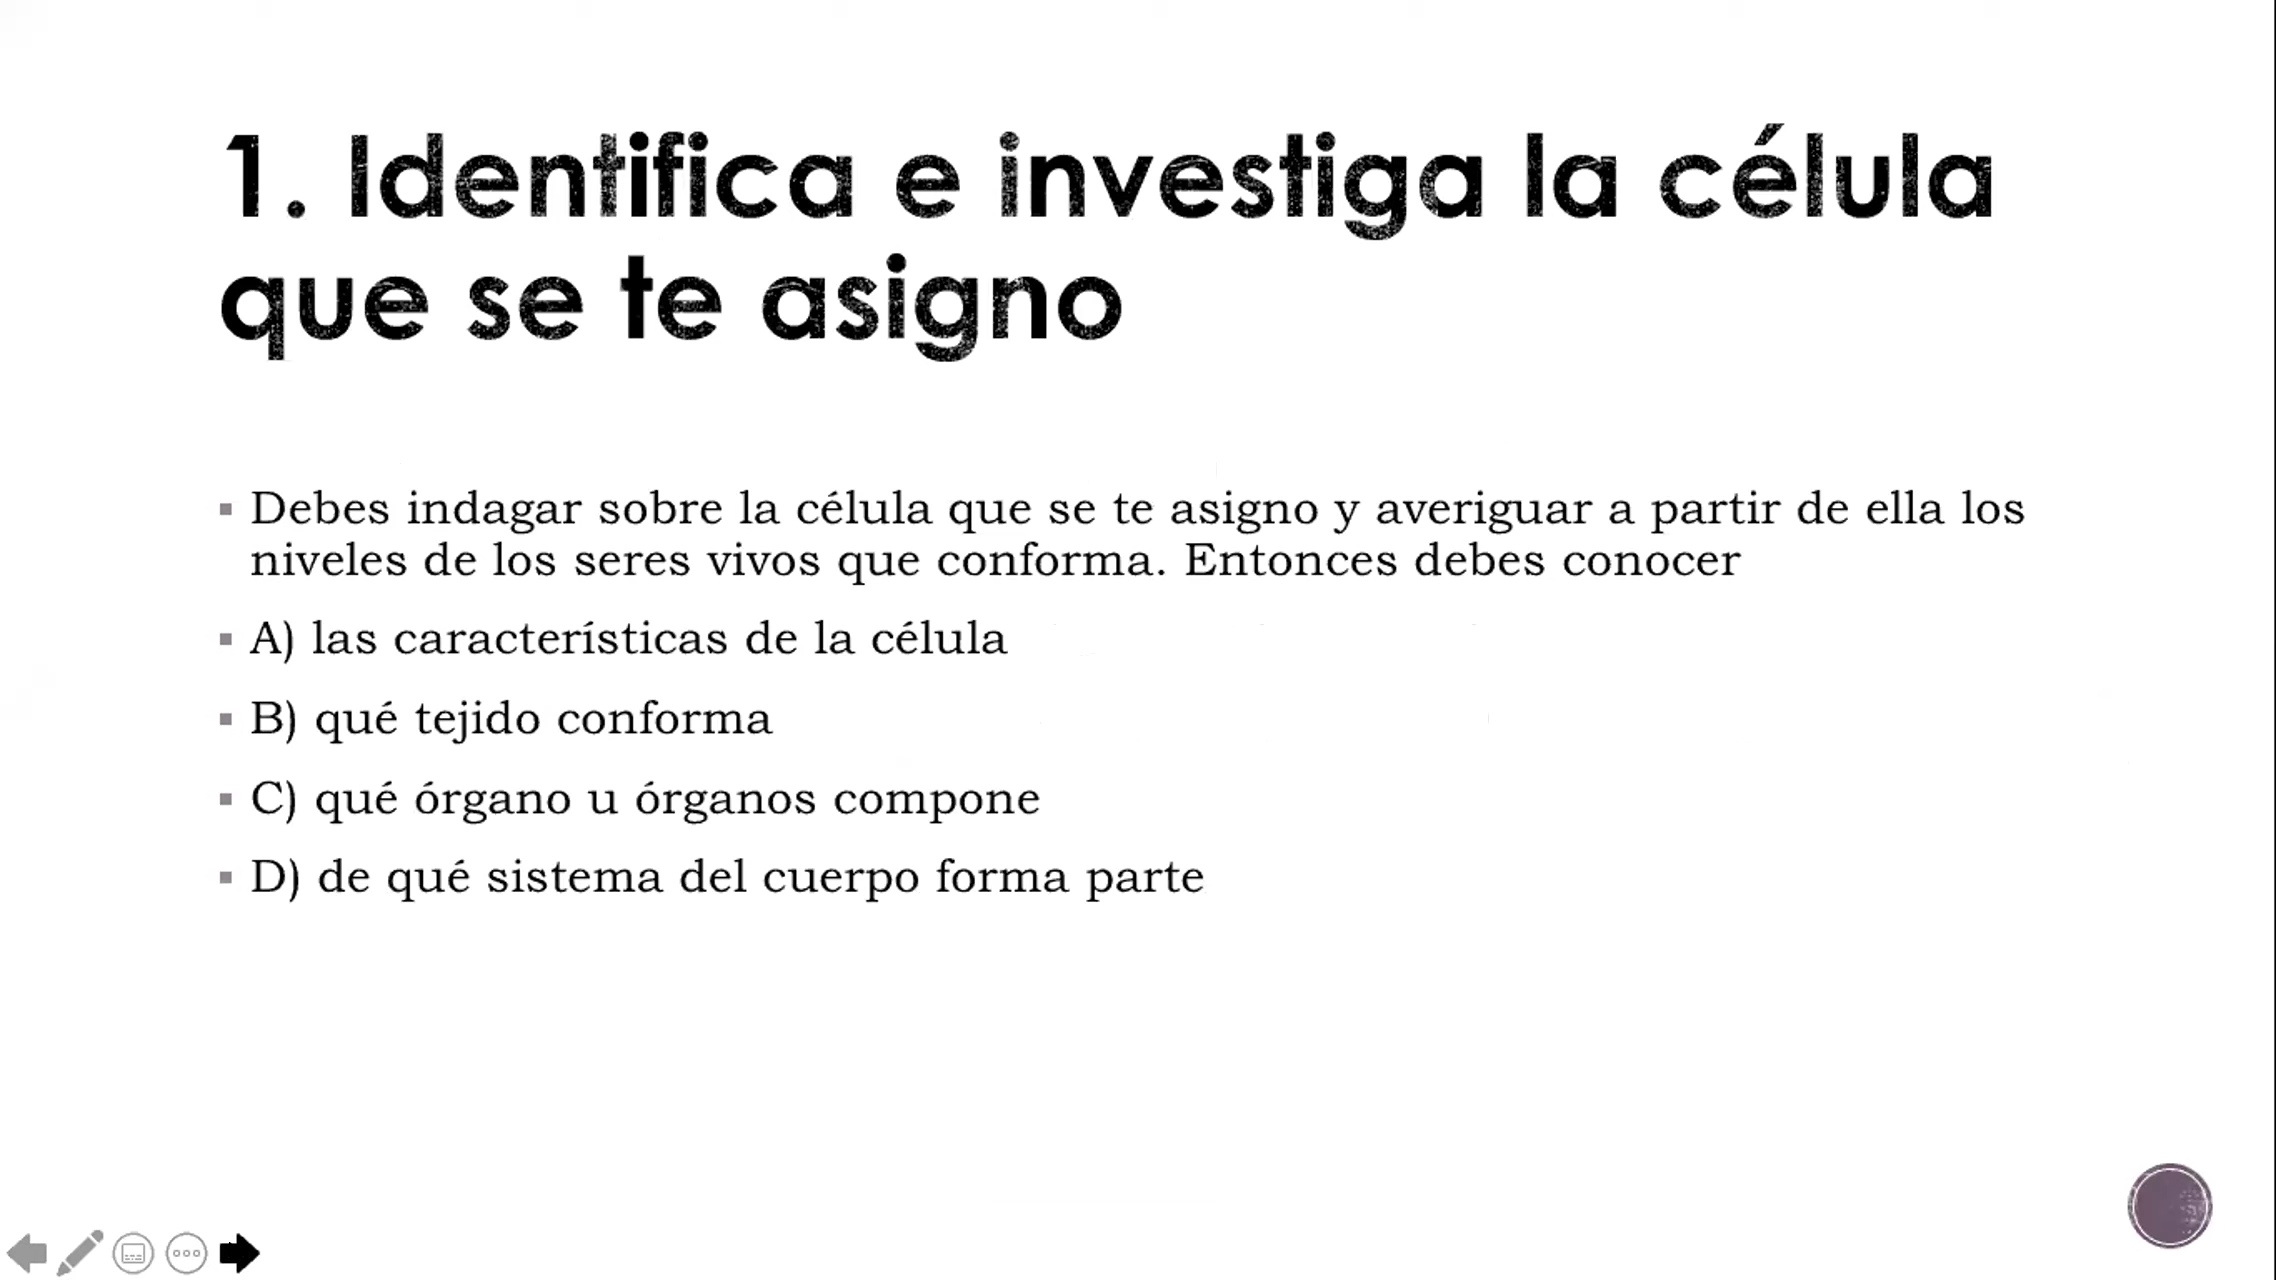 1. Identifica e investiga la célula
que se te asigno
Debes indagar sobre la célula que se te asigno y averiguar a partir de ella los
niveles de los seres vivos que conforma. Entonces debes conocer
A) las características de la célula
B) qué tejido conforma
C) qué órgano u órganos compone
D) de qué sistema del cuerpo forma parte